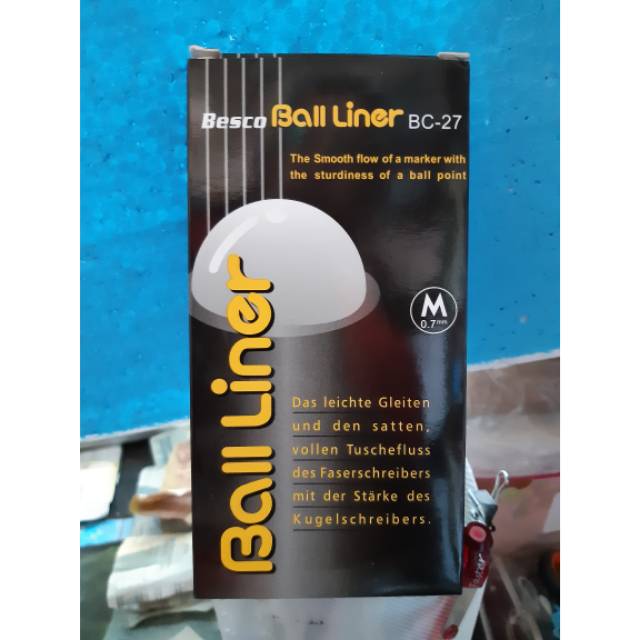 Besco Ball Liner BC-27
The Smooth flow of a marker with
the sturdiness of a ball point
Ball Liner
M
0.7mm
Das leichte Gleiten
und den satten,
vollen Tuschefluss
des Faserschreibers
mit der Stärke des
Kugelschreibers.